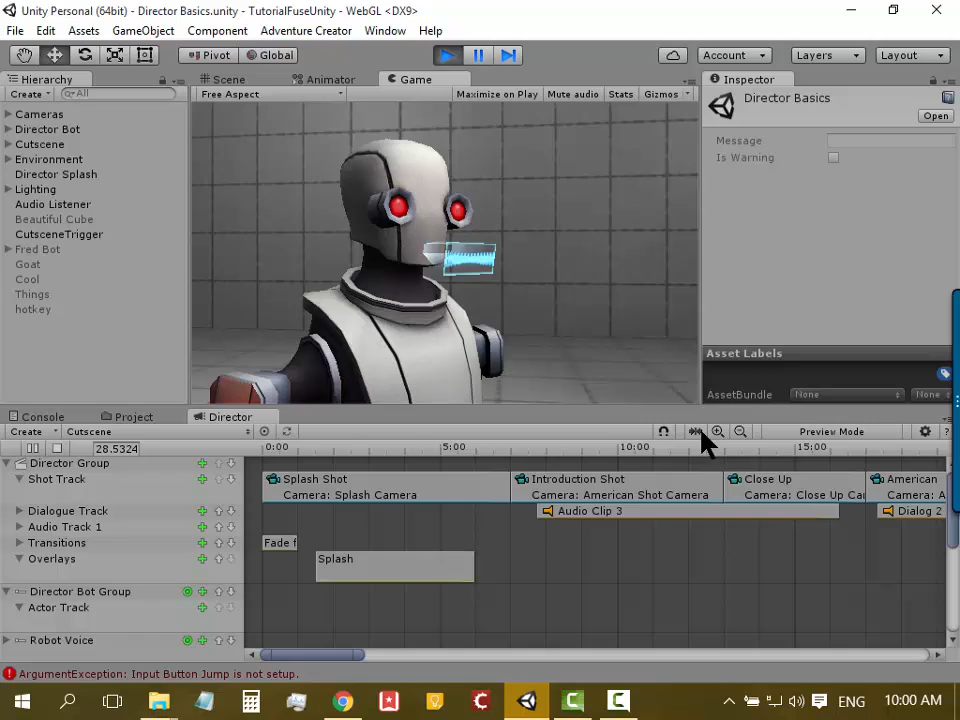 Unity Personal (64bit) - Director Basics.unity - TutorialFuseUnity - WebGL <DX9>
File Edit Assets GameObject Component Adventure Creator Window Help
Pivot Global Account Layers Layout
Hierarchy Scene Animator Game Inspector
Create All Free Aspect Maximize on Play Mute audio Stats Gizmos
Director Basics
Open
Cameras
Director Bot
Cutscene
Environment
Director Splash
Lighting
Audio Listener
Beautiful Cube
CutsceneTrigger
Fred Bot
Goat
Cool
Things
hotkey
Message
Is Warning
Asset Labels
AssetBundle None None
Console Project Director
Create Cutscene Preview Mode ?
28.5324 0:00 5:00 10:00 15:00
Director Group
Shot Track Splash Shot Introduction Shot Close Up American
Camera: Splash Camera Camera: American Shot Camera Camera: Close Up Ca Camera: A
Dialogue Track Audio Clip 3 Dialog 2
Audio Track 1
Transitions Fade f
Overlays Splash
Director Bot Group
Actor Track
Robot Voice
ArgumentException: Input Button Jump is not setup.
ENG 10:00 AM